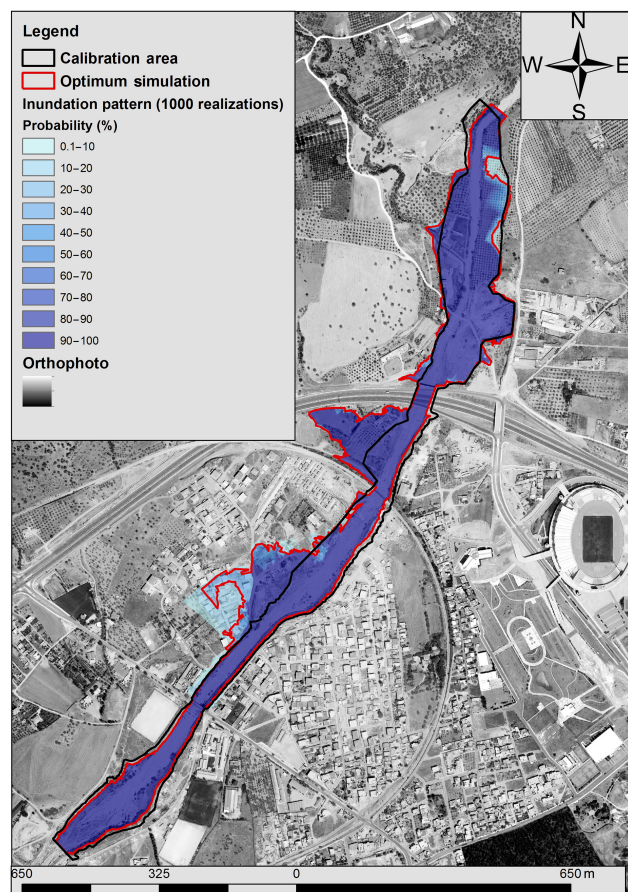 Legend
Calibration area
Optimum simulation
Inundation pattern (1000 realizations)
Probability (%)
0.1–10
10–20
20–30
30–40
40–50
50–60
60–70
70–80
80–90
90–100
Orthophoto
N
W E
S
650 325 0 650 m